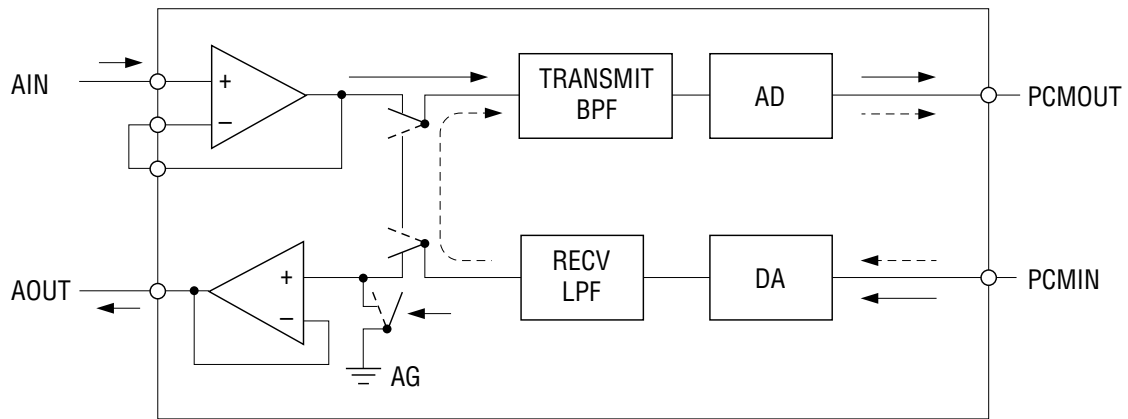 AIN
+
−
TRANSMIT
BPF
AD
PCMOUT
AOUT
+
−
AG
RECV
LPF
DA
PCMIN